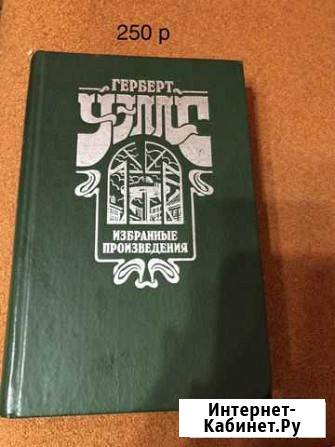 250 р
ГЕРБЕРТ
УЭЛЛС
ИЗБРАННЫЕ
ПРОИЗВЕДЕНИЯ
Интернет-
Кабинет.Ру